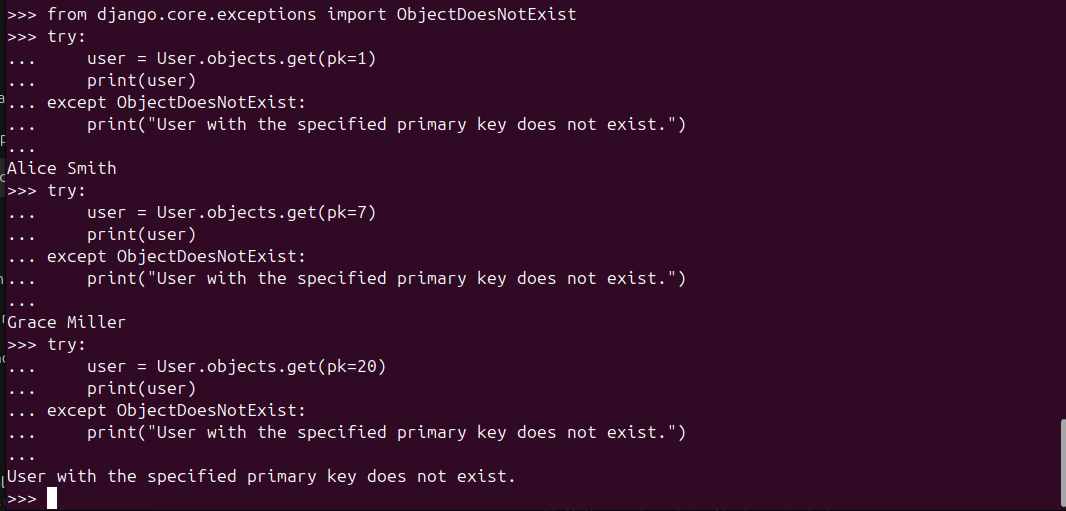 >>> from django.core.exceptions import ObjectDoesNotExist
>>> try:
...     user = User.objects.get(pk=1)
...     print(user)
... except ObjectDoesNotExist:
...     print("User with the specified primary key does not exist.")
...
Alice Smith
>>> try:
...     user = User.objects.get(pk=7)
...     print(user)
... except ObjectDoesNotExist:
...     print("User with the specified primary key does not exist.")
...
Grace Miller
>>> try:
...     user = User.objects.get(pk=20)
...     print(user)
... except ObjectDoesNotExist:
...     print("User with the specified primary key does not exist.")
...
User with the specified primary key does not exist.
>>>